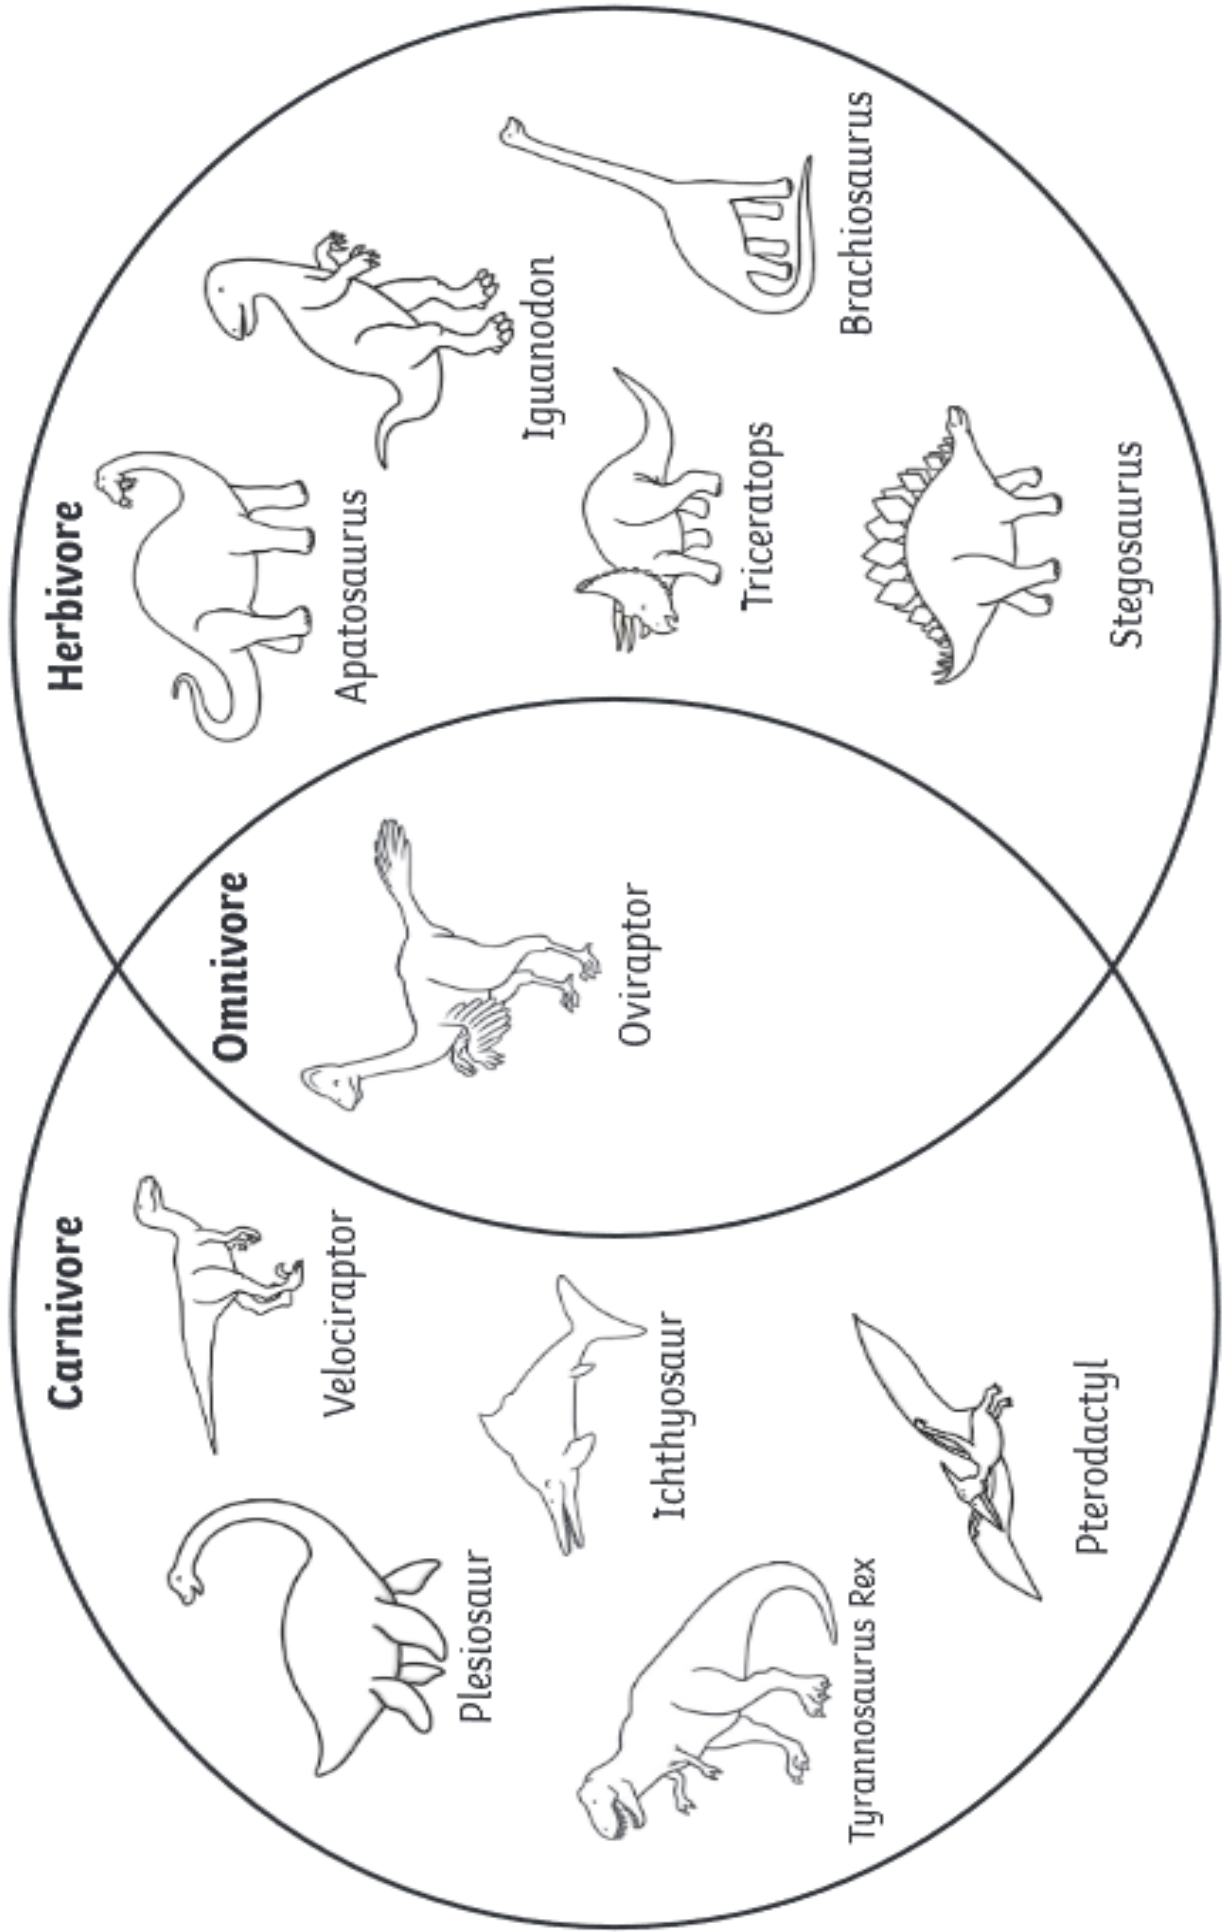 Carnivore
Omnivore
Herbivore
Velociraptor
Plesiosaur
Ichthyosaur
Tyrannosaurus Rex
Pterodactyl
Oviraptor
Apatosaurus
Iguanodon
Triceratops
Brachiosaurus
Stegosaurus